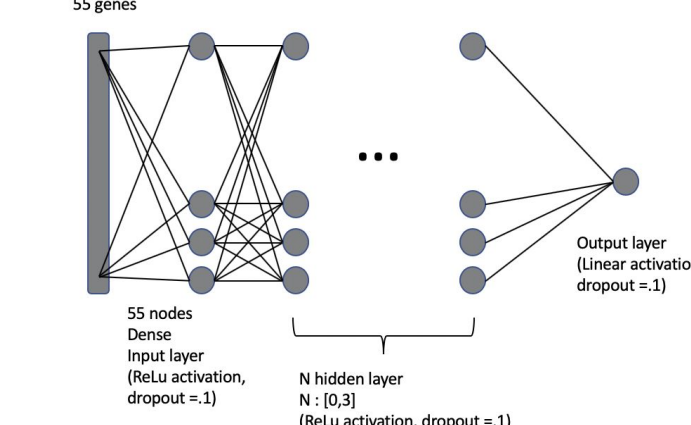 55 genes
Output layer
(Linear activatio
dropout =.1)
55 nodes
Dense
Input layer
(ReLu activation,
dropout =.1)
N hidden layer
N : [0,3]
(ReLu activation, dropout =.1)